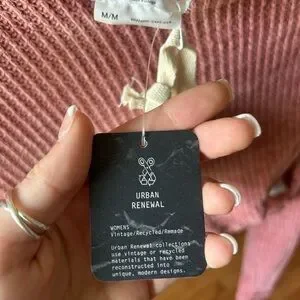 M/M
URBAN
RENEWAL
WOMENS
Vintage/Recycled/Remade
Urban Renewal collections
use vintage or recycled
materials that have been
reconstructed into
unique, modern designs.